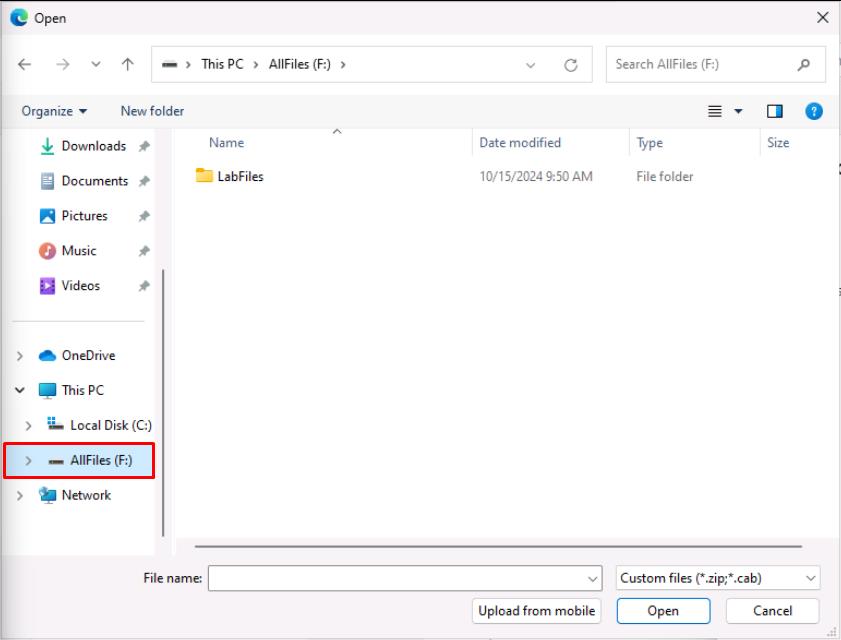 Open
This PC > AllFiles (F:) >
Search AllFiles (F:)
Organize
New folder
?
Downloads
Documents
Pictures
Music
Videos
OneDrive
This PC
Local Disk (C:)
AllFiles (F:)
Network
Name
Date modified
Type
Size
LabFiles
10/15/2024 9:50 AM
File folder
File name:
Custom files (*.zip;*.cab)
Upload from mobile
Open
Cancel